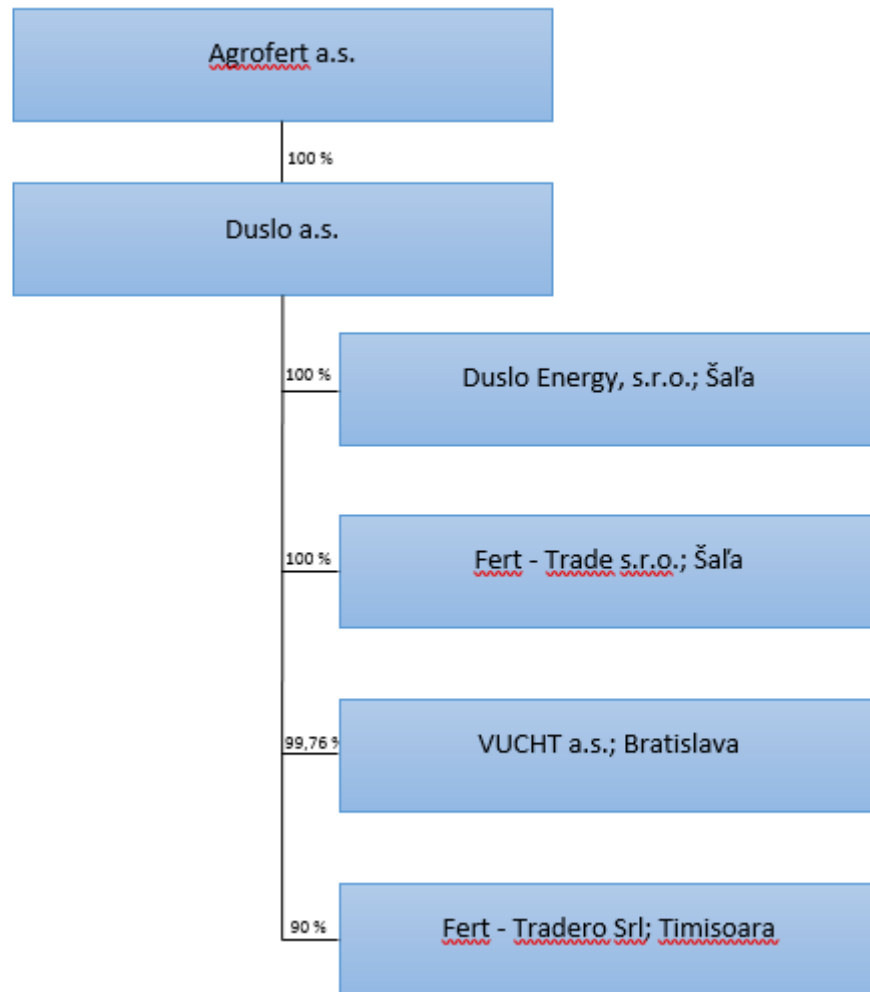 Agrofert a.s.
100 %
Duslo a.s.
100 %
Duslo Energy, s.r.o.; Šaľa
100 %
Fert - Trade s.r.o.; Šaľa
99,76 %
VUCHT a.s.; Bratislava
90 %
Fert - Tradero Srl; Timisoara